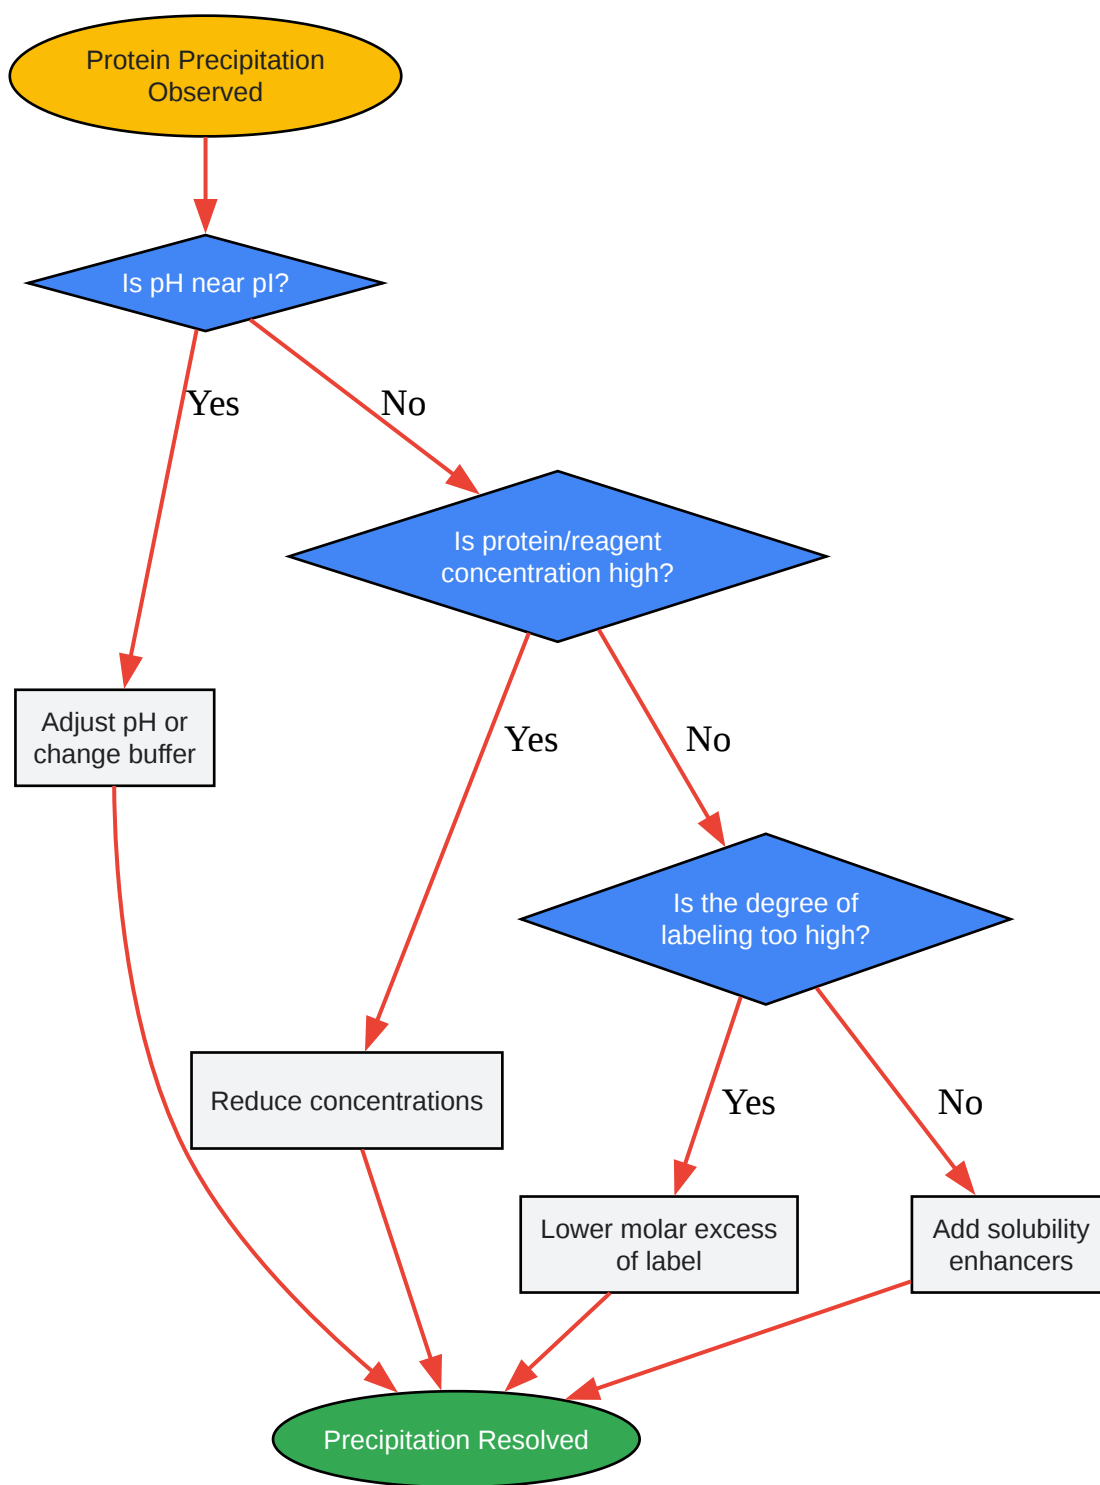 Protein Precipitation
Observed
Is pH near pI?
Yes
No
Is protein/reagent
concentration high?
Adjust pH or
change buffer
Yes
No
Is the degree of
labeling too high?
Reduce concentrations
Yes
No
Lower molar excess
of label
Add solubility
enhancers
Precipitation Resolved